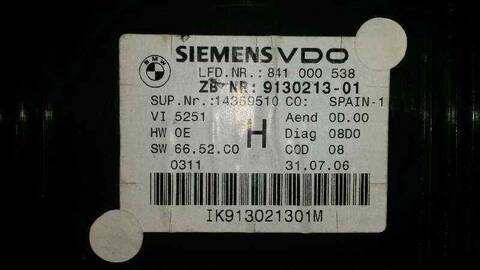 BMW
SIEMENS VDO
LFD.NR.: 841 000 538
ZB NR: 9130213-01
SUP.Nr.:14359510 CO: SPAIN-1
VI 5251 Aend 0D.00
HW 0E H Diag 08D0
SW 66.52.C0 COD 08
0311 31.07.06
IK913021301M